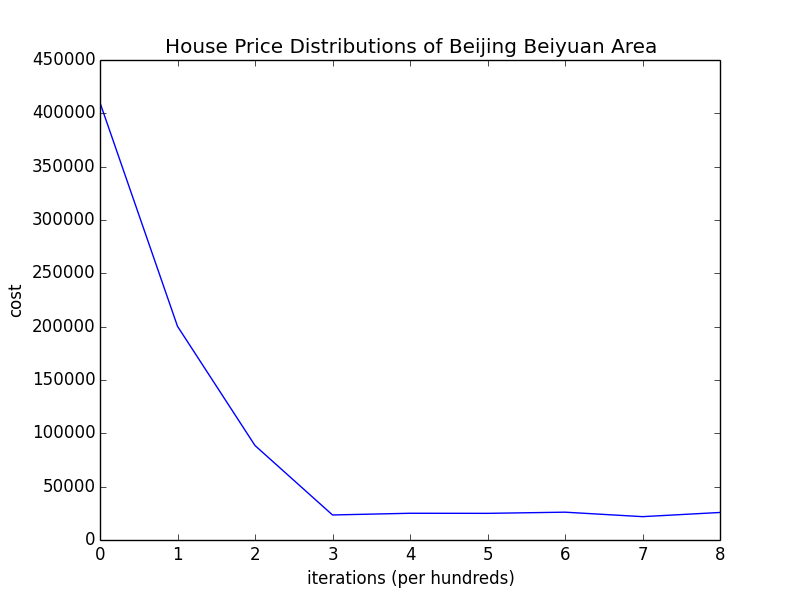 House Price Distributions of Beijing Beiyuan Area
450000
400000
350000
300000
250000
200000
150000
100000
50000
0
cost
0 1 2 3 4 5 6 7 8
iterations (per hundreds)